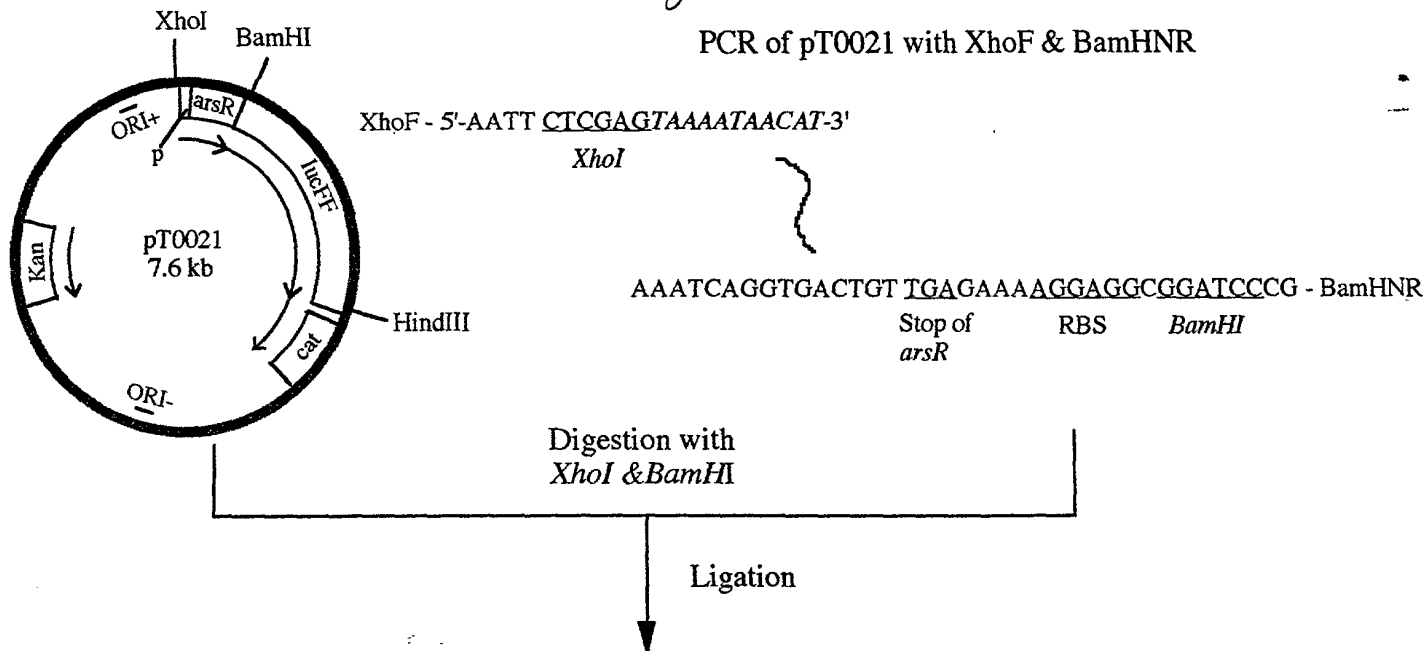 XhoI
BamHI
PCR of pT0021 with XhoF & BamHNR
arsR
ORI+
p
lucFF
XhoF - 5'-AATT CTCGAGTAAAATAACAT-3'
XhoI
Kan
pT0021
7.6 kb
AAATCAGGTGACTGT TGAGAAAAGGAGGCGGATCCCG - BamHNR
Stop of
arsR
RBS
BamHI
HindIII
cat
ORI-
Digestion with
XhoI &BamHI
Ligation